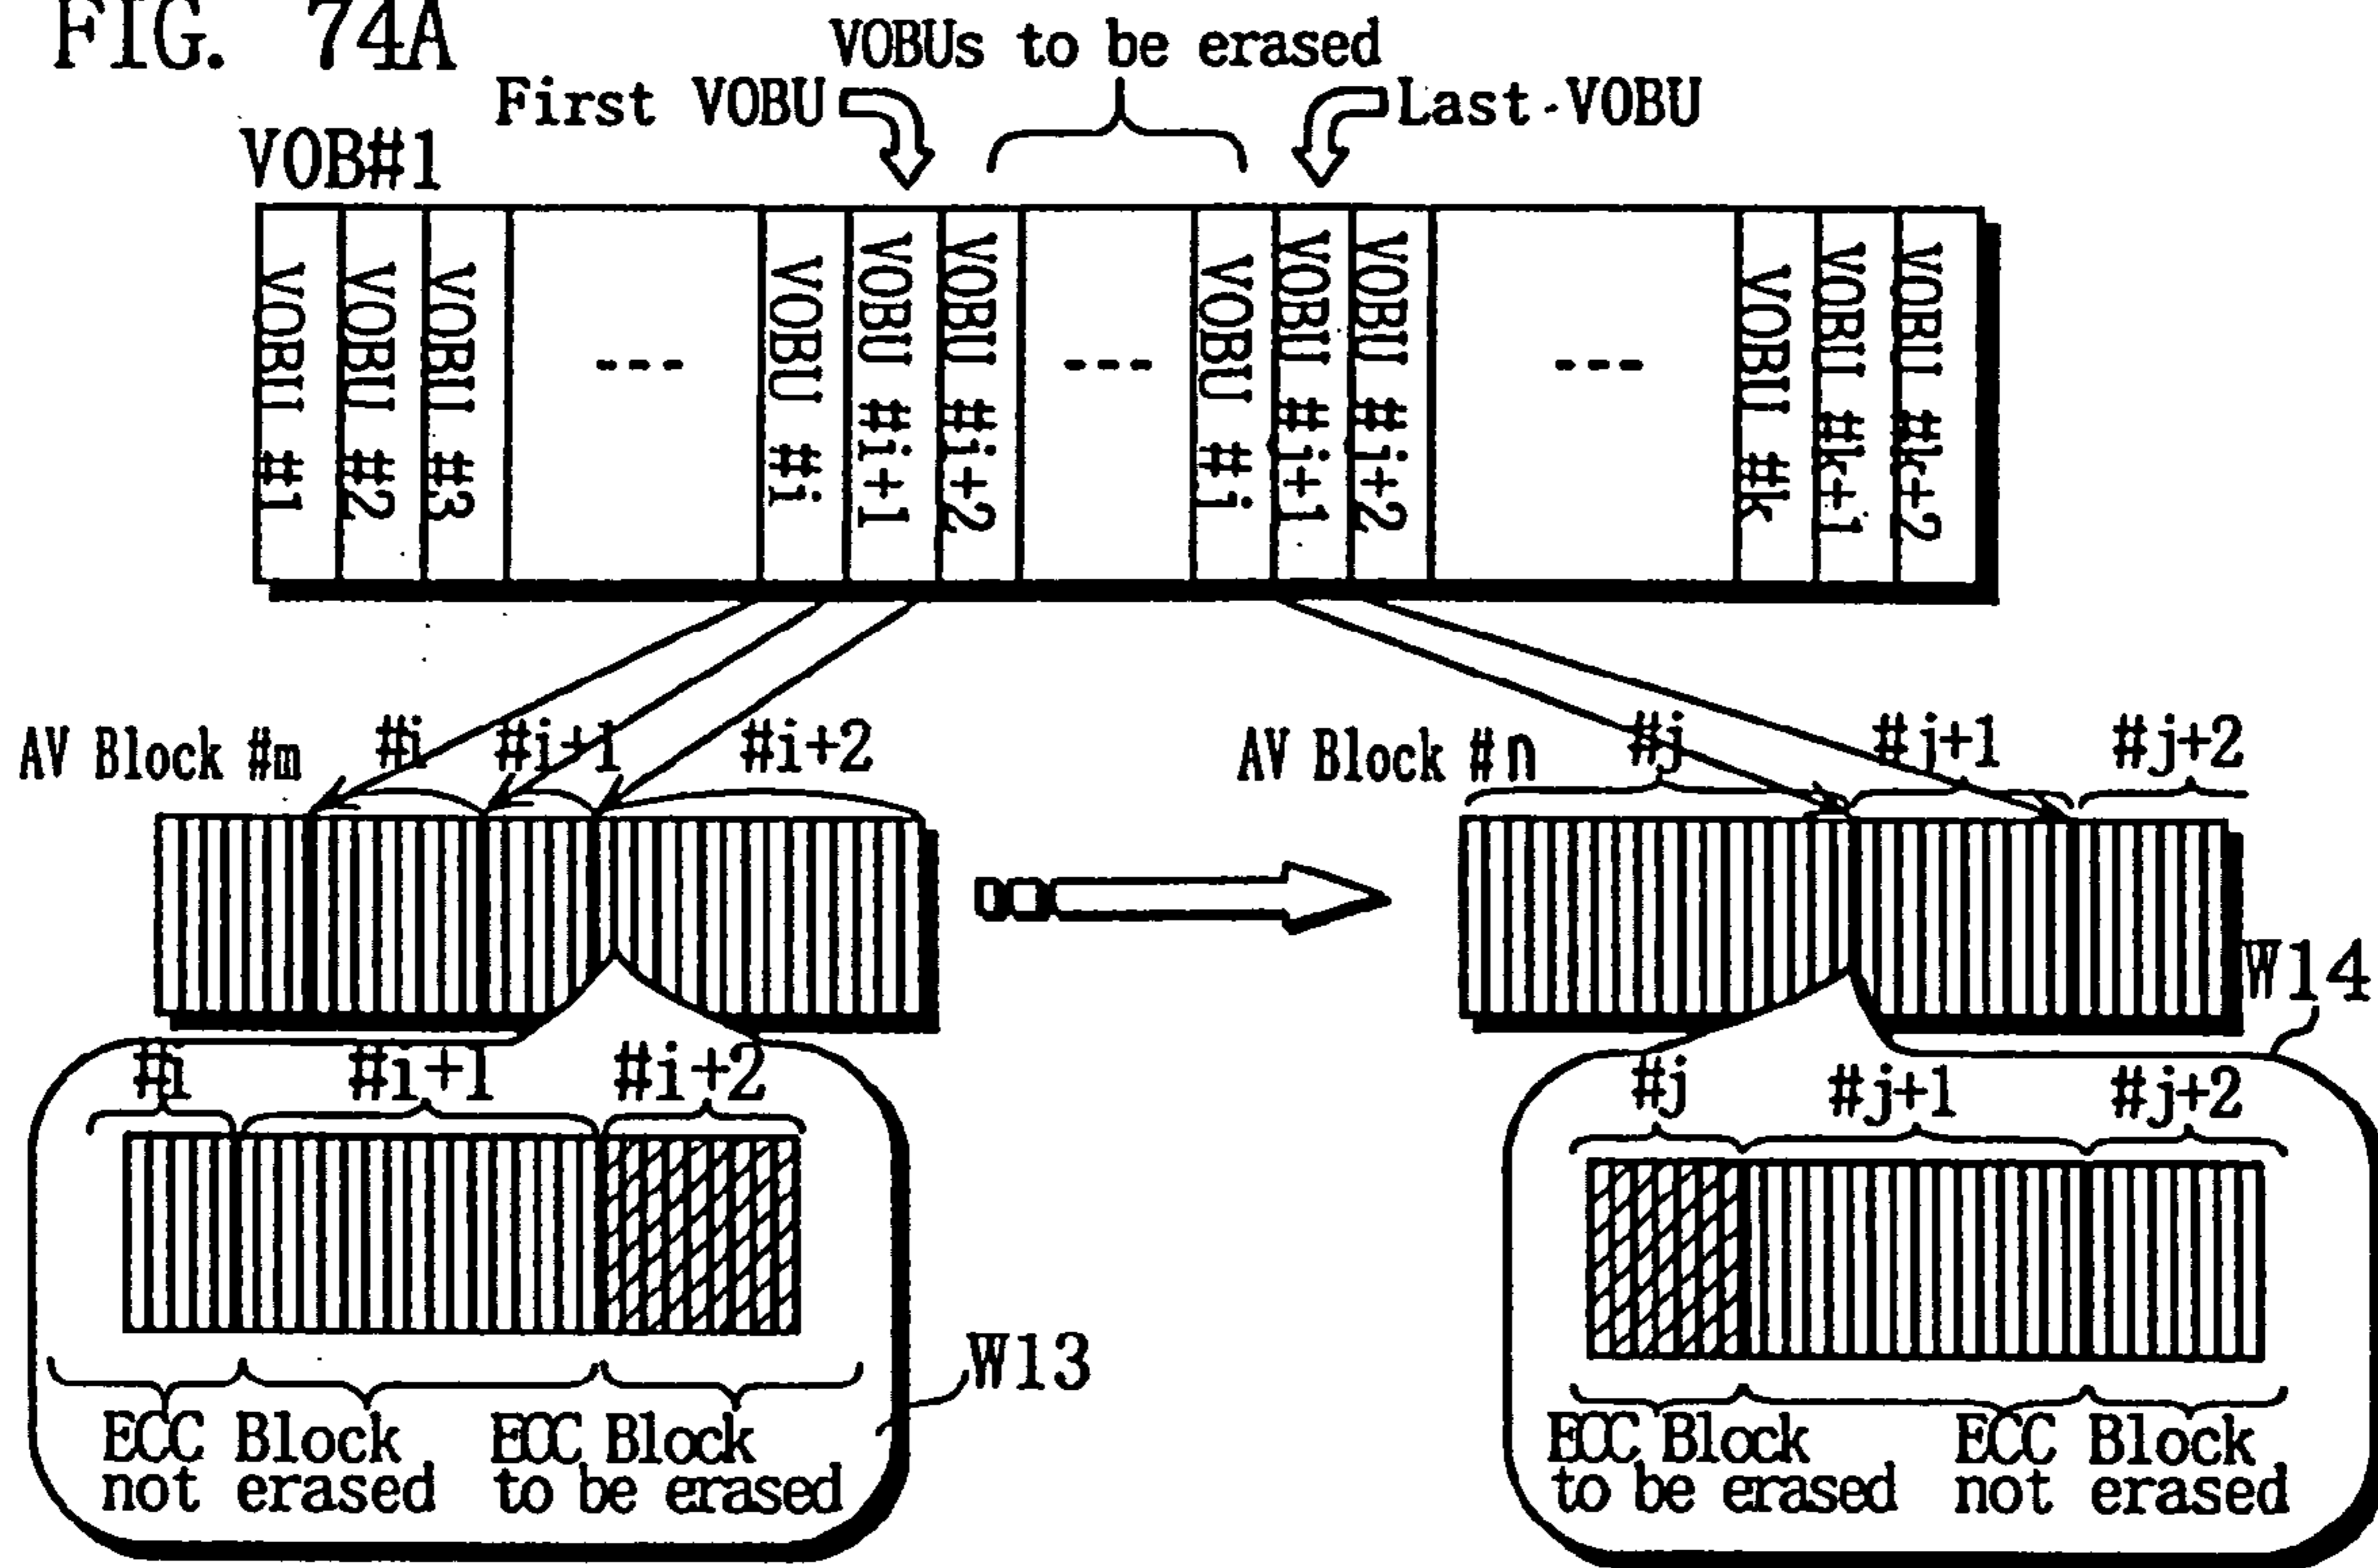 FIG. 74A
VOBUs to be erased
First VOBU
Last VOBU
VOB#1
VOBU #1
VOBU #2
VOBU #3
---
VOBU #i
VOBU #i+1
VOBU #i+2
---
VOBU #j
VOBU #j+1
VOBU #j+2
---
VOBU #k
VOBU #k+1
VOBU #k+2
AV Block #m
#i
#i+1
#i+2
AV Block #n
#j
#j+1
#j+2
#i
#i+1
#i+2
ECC Block
not erased
ECC Block
to be erased
W13
W14
#j
#j+1
#j+2
ECC Block
to be erased
ECC Block
not erased